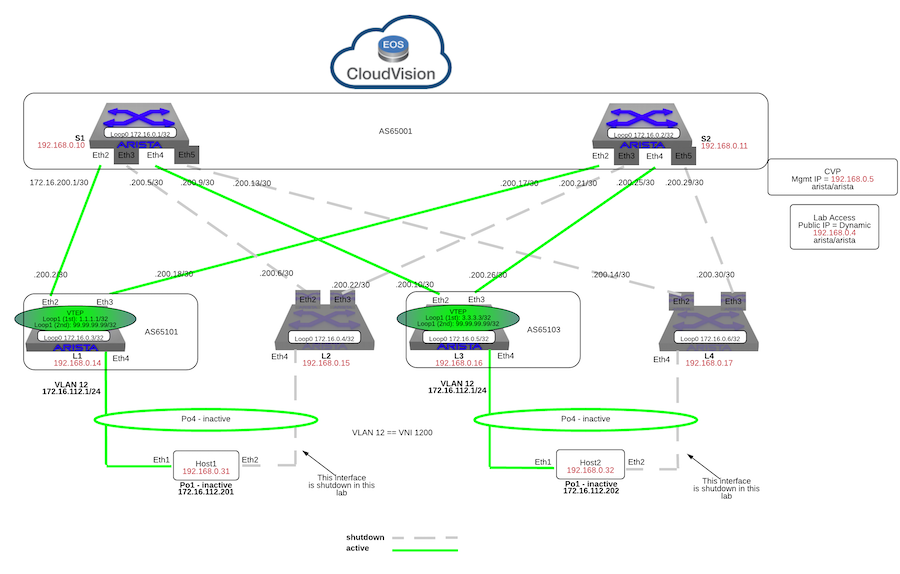 EOS
CloudVision
AS65001
S1
192.168.0.10
Loop0 172.16.0.1/32
ARISTA
Eth2
Eth3
Eth4
Eth5
S2
192.168.0.11
Loop0 172.16.0.2/32
ARISTA
Eth2
Eth3
Eth4
Eth5
CVP
Mgmt IP = 192.168.0.5
arista/arista
Lab Access
Public IP = Dynamic
192.168.0.4
arista/arista
172.16.200.1/30
.200.5/30
.200.9/30
.200.13/30
.200.17/30
.200.21/30
.200.25/30
.200.29/30
.200.2/30
.200.18/30
.200.6/30
.200.22/30
.200.10/30
.200.26/30
.200.14/30
.200.30/30
Eth2
Eth3
VTEP
Loop1 (1st): 1.1.1.1/32
Loop1 (2nd): 99.99.99.99/32
Loop0 172.16.0.3/32
ARISTA
AS65101
L1
192.168.0.14
Eth4
Eth2
Eth3
Loop0 172.16.0.4/32
Eth4
L2
192.168.0.15
Eth2
Eth3
VTEP
Loop1 (1st): 3.3.3.3/32
Loop1 (2nd): 99.99.99.99/32
Loop0 172.16.0.5/32
ARISTA
AS65103
L3
192.168.0.16
Eth4
Eth2
Eth3
Loop0 172.16.0.6/32
Eth4
L4
192.168.0.17
VLAN 12
172.16.112.1/24
VLAN 12
172.16.112.1/24
Po4 - inactive
Po4 - inactive
VLAN 12 == VNI 1200
Eth1
Host1
192.168.0.31
Eth2
Po1 - inactive
172.16.112.201
This Interface
is shutdown in this
lab
Eth1
Host2
192.168.0.32
Eth2
Po1 - inactive
172.16.112.202
This Interface
is shutdown in this
lab
shutdown
active